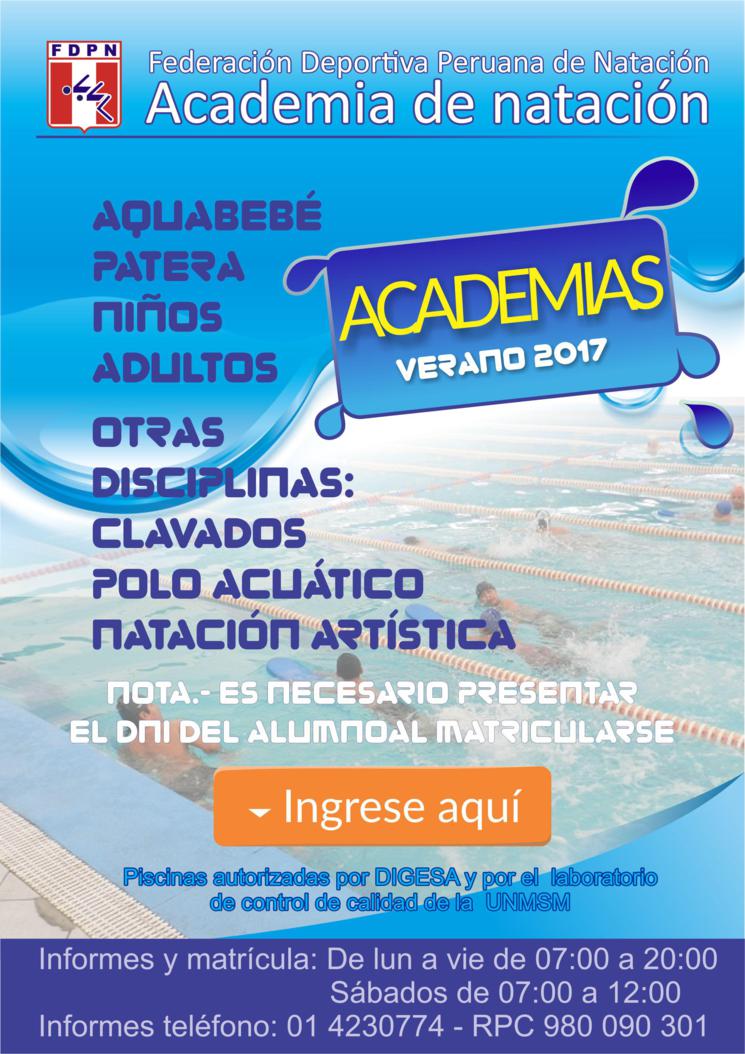 FDPN
Federación Deportiva Peruana de Natación
Academia de natación
AQUABEBÉ
PATERA
NIÑOS
ADULTOS
ACADEMIAS
VERANO 2017
OTRAS
DISCIPLINAS:
CLAVADOS
POLO ACUÁTICO
NATACIÓN ARTÍSTICA
NOTA.- ES NECESARIO PRESENTAR
EL DNI DEL ALUMNOAL MATRICULARSE
Ingrese aquí
Piscinas autorizadas por DIGESA y por el laboratorio
de control de calidad de la UNMSM
Informes y matrícula: De lun a vie de 07:00 a 20:00
Sábados de 07:00 a 12:00
Informes teléfono: 01 4230774 - RPC 980 090 301